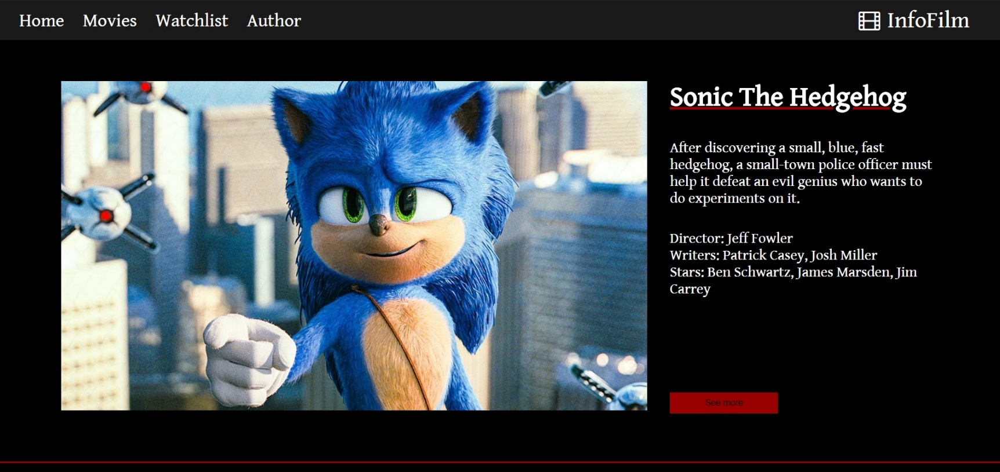 Home Movies Watchlist Author InfoFilm
Sonic The Hedgehog
After discovering a small, blue, fast
hedgehog, a small-town police officer must
help it defeat an evil genius who wants to
do experiments on it.
Director: Jeff Fowler
Writers: Patrick Casey, Josh Miller
Stars: Ben Schwartz, James Marsden, Jim
Carrey
See more